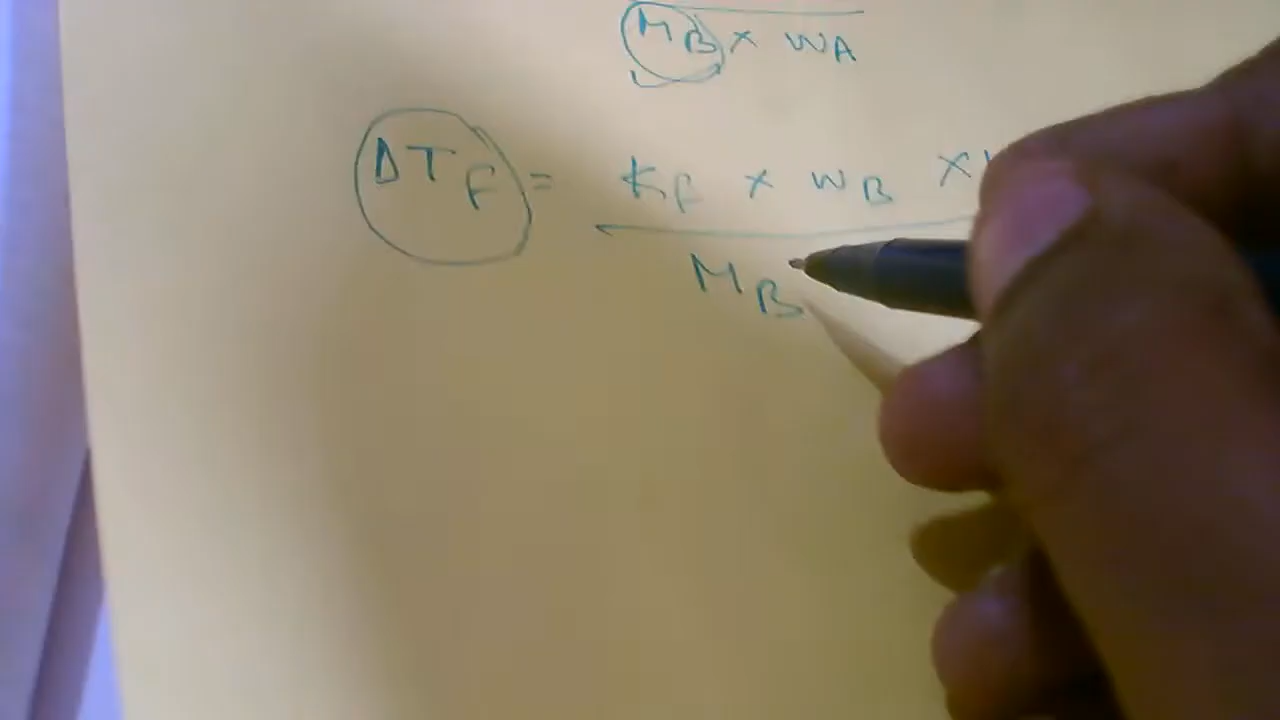 MB × WA
ΔTF = KF × WB ×
MB